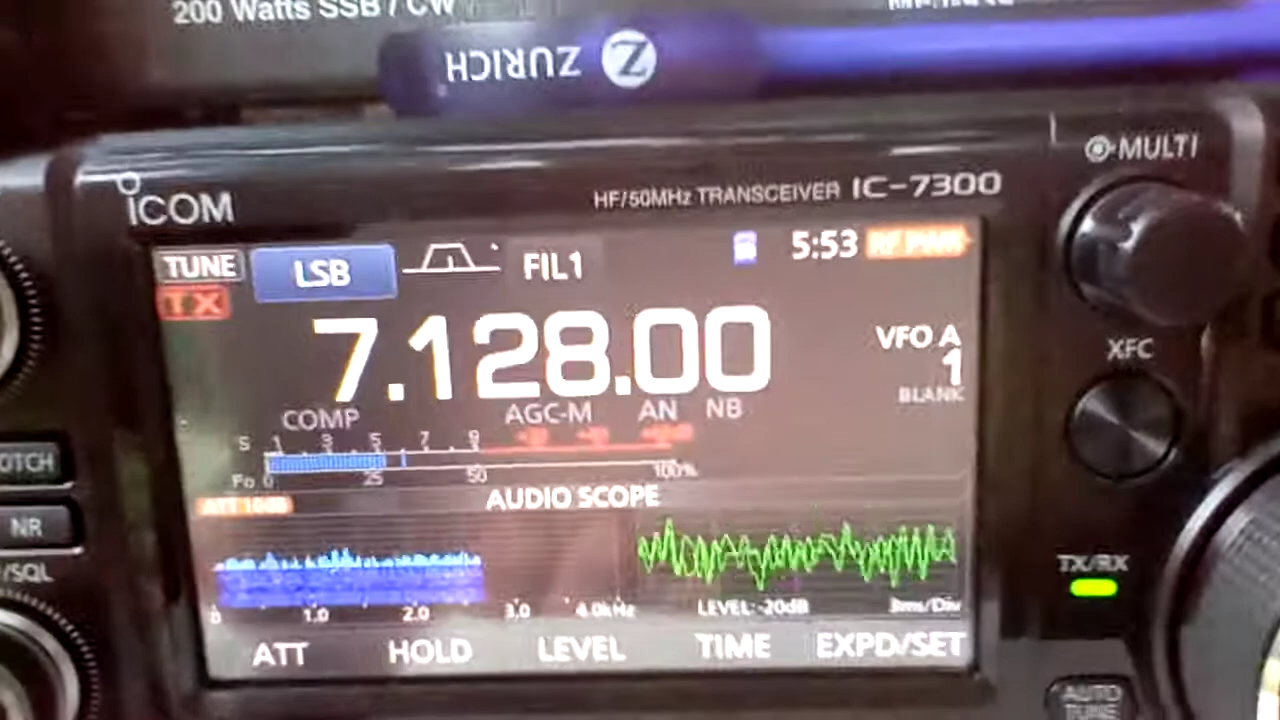 200 Watts SSB / CW
ZURICH
ICOM
HF/50MHz TRANSCEIVER IC-7300
MULTI
TUNE LSB FIL1 5:53 RF PWR
TX
7.128.00
VFO A
1
BLANK
XFC
COMP AGC-M AN NB
S 1 3 5 7 9
Po 0 25 50 100%
OTCH
ATT 10dB AUDIO SCOPE
NR
/SQL
TX/RX
0 1.0 2.0 3.0 4.0kHz LEVEL:-20dB 3ms/Div
ATT HOLD LEVEL TIME EXPD/SET
AUTO
TUNE